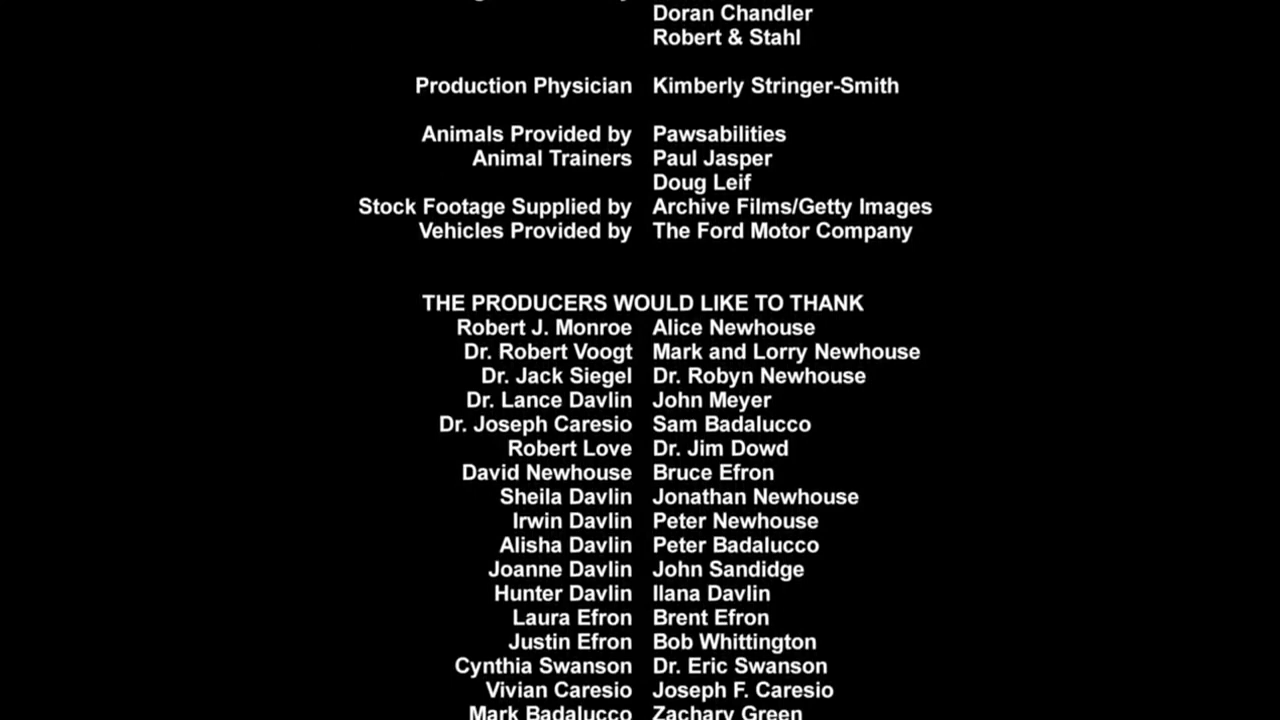 Doran Chandler
Robert & Stahl
Production Physician Kimberly Stringer-Smith
Animals Provided by Pawsabilities
Animal Trainers Paul Jasper
Doug Leif
Stock Footage Supplied by Archive Films/Getty Images
Vehicles Provided by The Ford Motor Company
THE PRODUCERS WOULD LIKE TO THANK
Robert J. Monroe Alice Newhouse
Dr. Robert Voogt Mark and Lorry Newhouse
Dr. Jack Siegel Dr. Robyn Newhouse
Dr. Lance Davlin John Meyer
Dr. Joseph Caresio Sam Badalucco
Robert Love Dr. Jim Dowd
David Newhouse Bruce Efron
Sheila Davlin Jonathan Newhouse
Irwin Davlin Peter Newhouse
Alisha Davlin Peter Badalucco
Joanne Davlin John Sandidge
Hunter Davlin Ilana Davlin
Laura Efron Brent Efron
Justin Efron Bob Whittington
Cynthia Swanson Dr. Eric Swanson
Vivian Caresio Joseph F. Caresio
Mark Badalucco Zachary Green